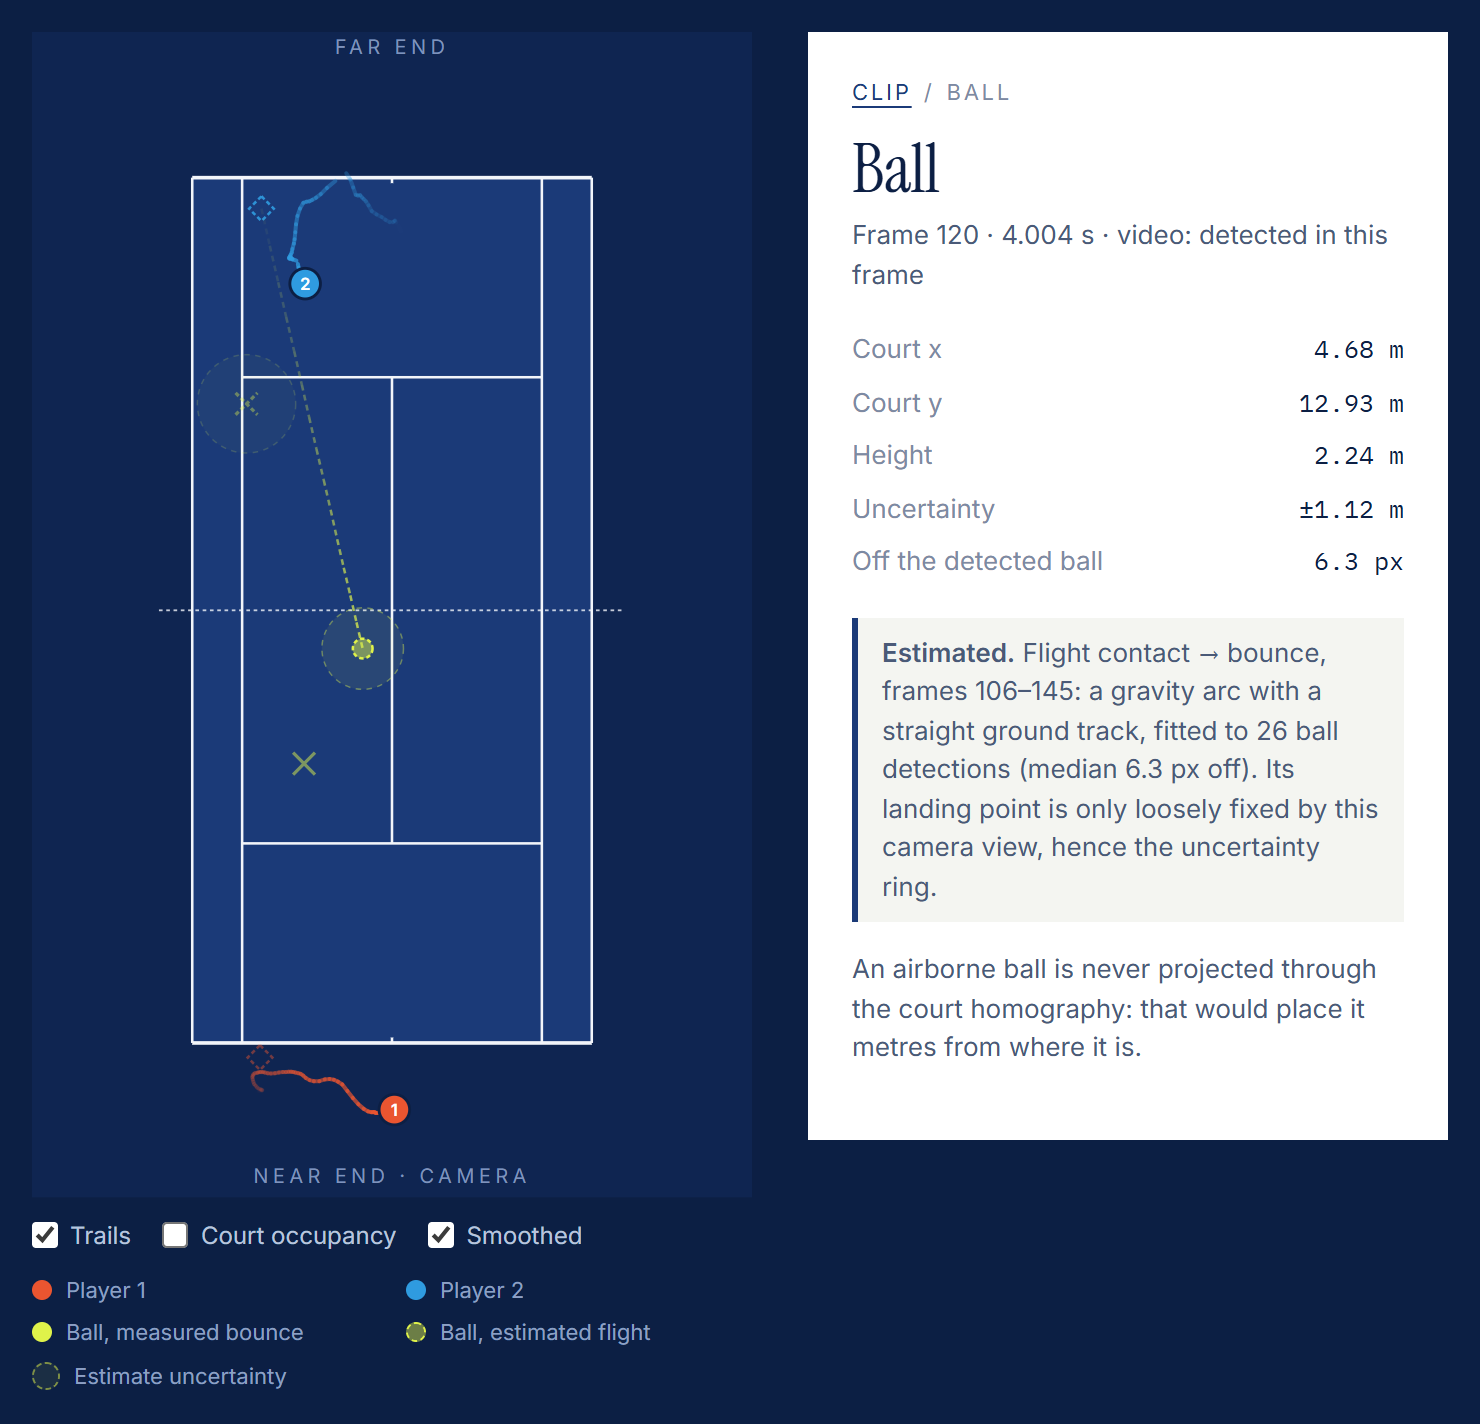 FAR END
2
1
NEAR END · CAMERA
Trails
Court occupancy
Smoothed
Player 1
Player 2
Ball, measured bounce
Ball, estimated flight
Estimate uncertainty
CLIP / BALL
Ball
Frame 120 · 4.004 s · video: detected in this
frame
Court x 4.68 m
Court y 12.93 m
Height 2.24 m
Uncertainty ±1.12 m
Off the detected ball 6.3 px
Estimated. Flight contact → bounce,
frames 106–145: a gravity arc with a
straight ground track, fitted to 26 ball
detections (median 6.3 px off). Its
landing point is only loosely fixed by this
camera view, hence the uncertainty
ring.
An airborne ball is never projected through
the court homography: that would place it
metres from where it is.